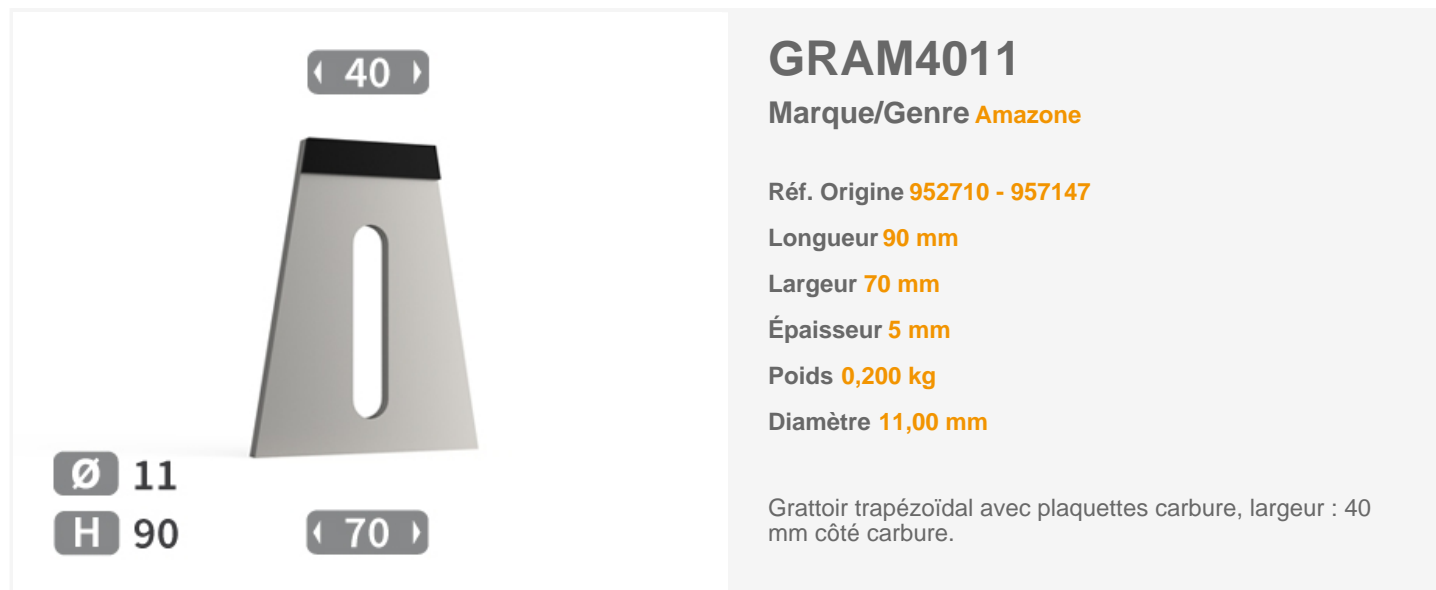 40
Ø 11
H 90
70
GRAM4011
Marque/Genre Amazone
Réf. Origine 952710 - 957147
Longueur 90 mm
Largeur 70 mm
Épaisseur 5 mm
Poids 0,200 kg
Diamètre 11,00 mm
Grattoir trapézoïdal avec plaquettes carbure, largeur : 40
mm côté carbure.